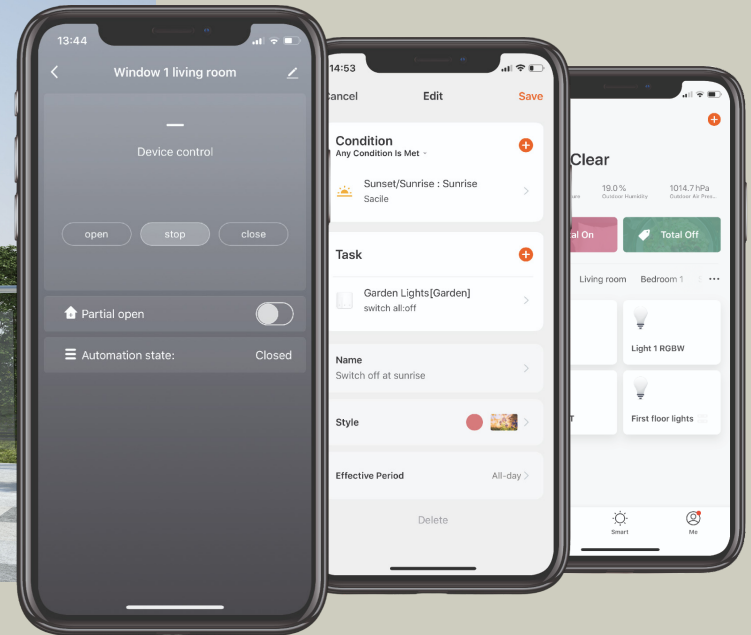 13:44
Window 1 living room
Device control
open stop close
Partial open
Automation state: Closed
14:53
Cancel Edit Save
Condition
Any Condition Is Met
Sunset/Sunrise : Sunrise
Sacile
Task
Garden Lights[Garden]
switch all:off
Name
Switch off at sunrise
Style
Effective Period All-day
Delete
Clear
19.0% 1014.7 hPa
Outdoor Humidity Outdoor Air Pres...
Total Off
Living room Bedroom 1
Light 1 RGBW
First floor lights
Smart Me